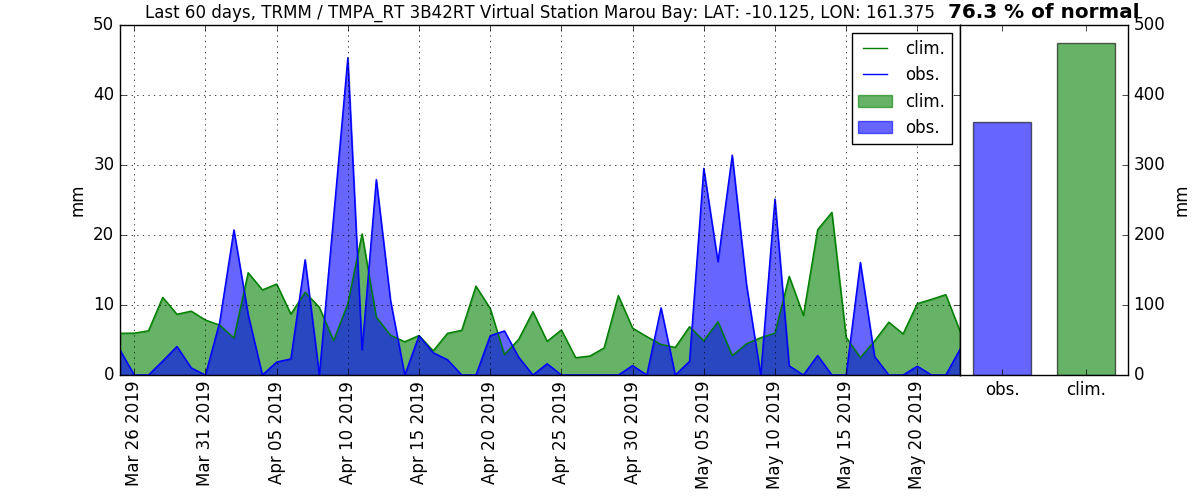 Last 60 days, TRMM / TMPA_RT 3B42RT Virtual Station Marou Bay: LAT: -10.125, LON: 161.375
76.3 % of normal
50
40
30
20
10
0
mm
clim.
obs.
clim.
obs.
Mar 26 2019
Mar 31 2019
Apr 05 2019
Apr 10 2019
Apr 15 2019
Apr 20 2019
Apr 25 2019
Apr 30 2019
May 05 2019
May 10 2019
May 15 2019
May 20 2019
500
400
300
200
100
0
mm
obs.
clim.